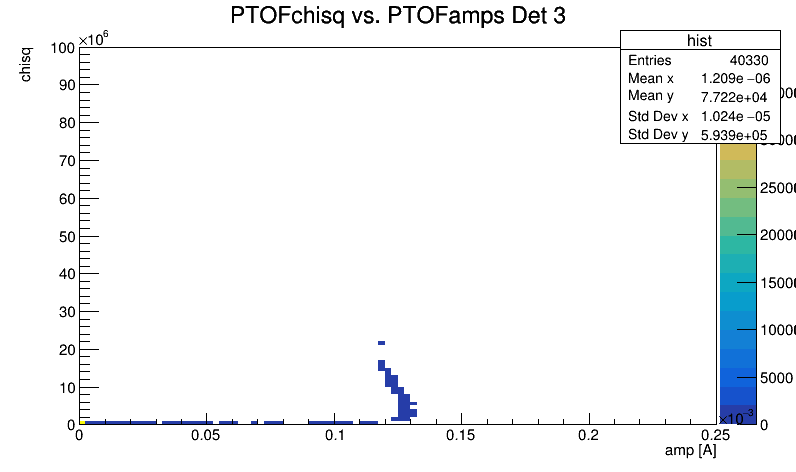 PTOFchisq vs. PTOFamps Det 3
×10⁶
chisq
hist
Entries 40330
Mean x 1.209e−06
Mean y 7.722e+04
Std Dev x 1.024e−05
Std Dev y 5.939e+05
100
90
80
70
60
50
40
30
20
10
0
25000
20000
15000
10000
5000
0
×10⁻³
0 0.05 0.1 0.15 0.2 0.25
amp [A]